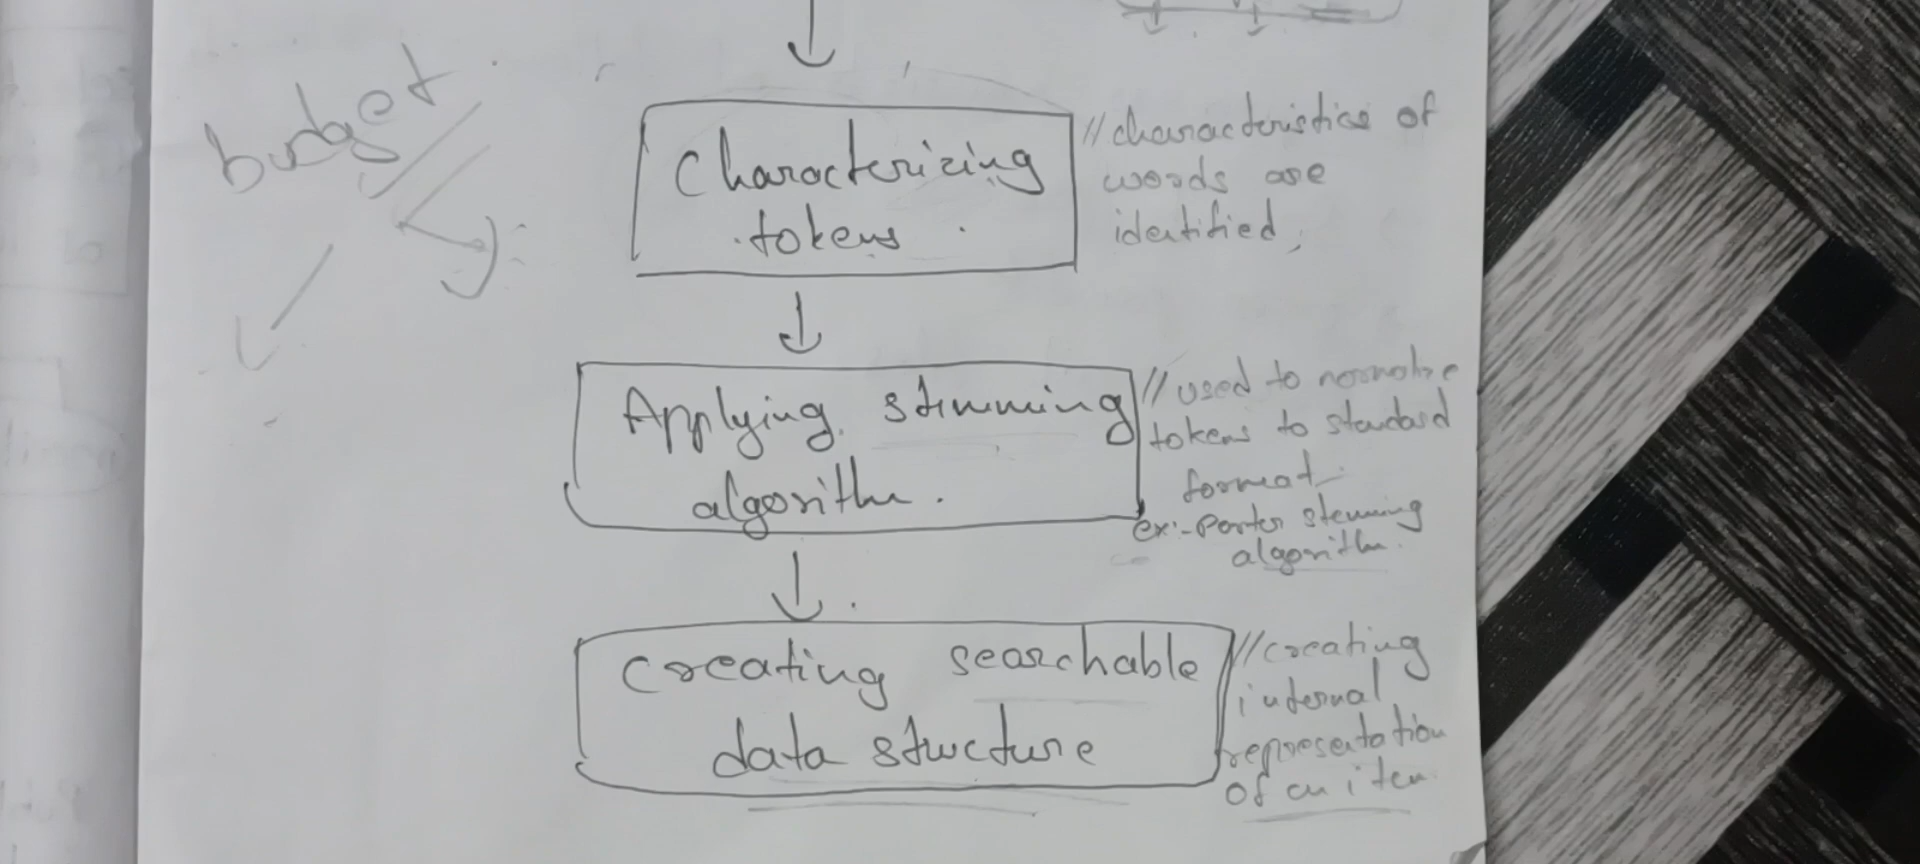 budget
Characterizing
tokens.
// characteristics of
words are
identified,
Applying stemming
algorithm.
// used to normalize
tokens to standard
format
ex:- Porter stemming
algorithm.
Creating searchable
data structure
// creating
internal
representation
of an item